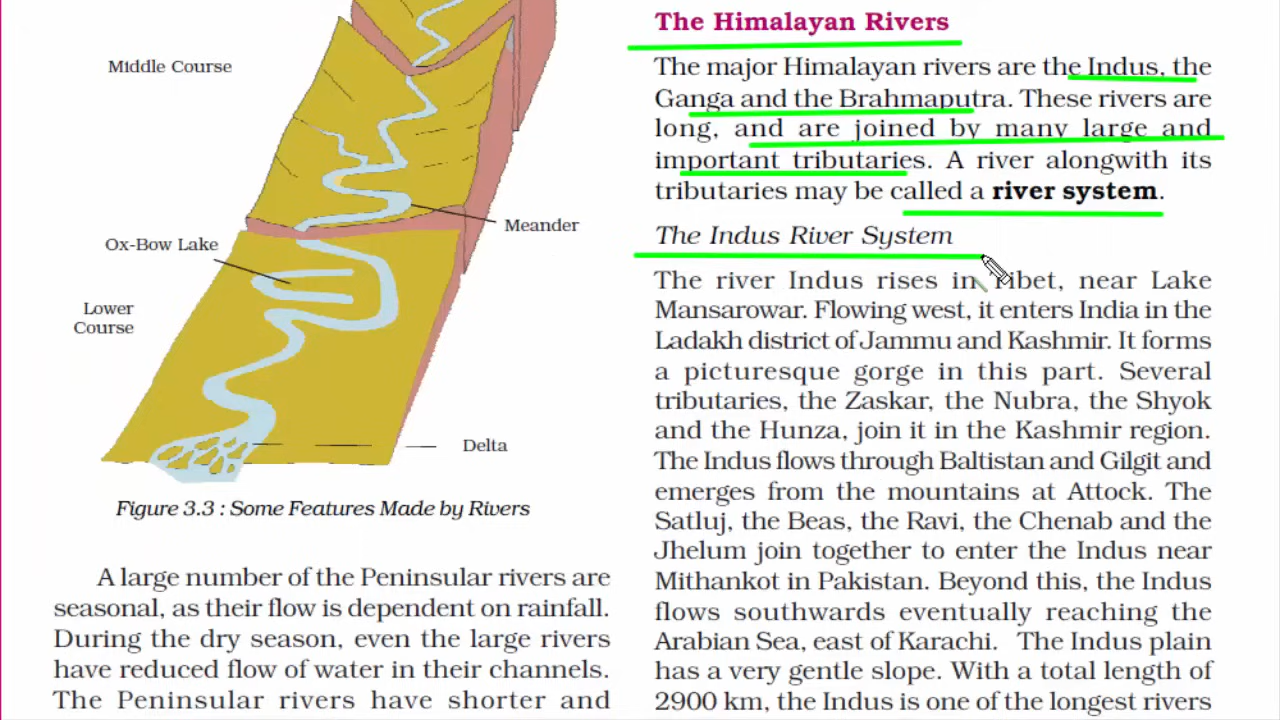 Middle Course
Meander
Ox-Bow Lake
Lower
Course
Delta
Figure 3.3 : Some Features Made by Rivers
A large number of the Peninsular rivers are
seasonal, as their flow is dependent on rainfall.
During the dry season, even the large rivers
have reduced flow of water in their channels.
The Peninsular rivers have shorter and
The Himalayan Rivers
The major Himalayan rivers are the Indus, the
Ganga and the Brahmaputra. These rivers are
long, and are joined by many large and
important tributaries. A river alongwith its
tributaries may be called a river system.
The Indus River System
The river Indus rises in Tibet, near Lake
Mansarowar. Flowing west, it enters India in the
Ladakh district of Jammu and Kashmir. It forms
a picturesque gorge in this part. Several
tributaries, the Zaskar, the Nubra, the Shyok
and the Hunza, join it in the Kashmir region.
The Indus flows through Baltistan and Gilgit and
emerges from the mountains at Attock. The
Satluj, the Beas, the Ravi, the Chenab and the
Jhelum join together to enter the Indus near
Mithankot in Pakistan. Beyond this, the Indus
flows southwards eventually reaching the
Arabian Sea, east of Karachi. The Indus plain
has a very gentle slope. With a total length of
2900 km, the Indus is one of the longest rivers